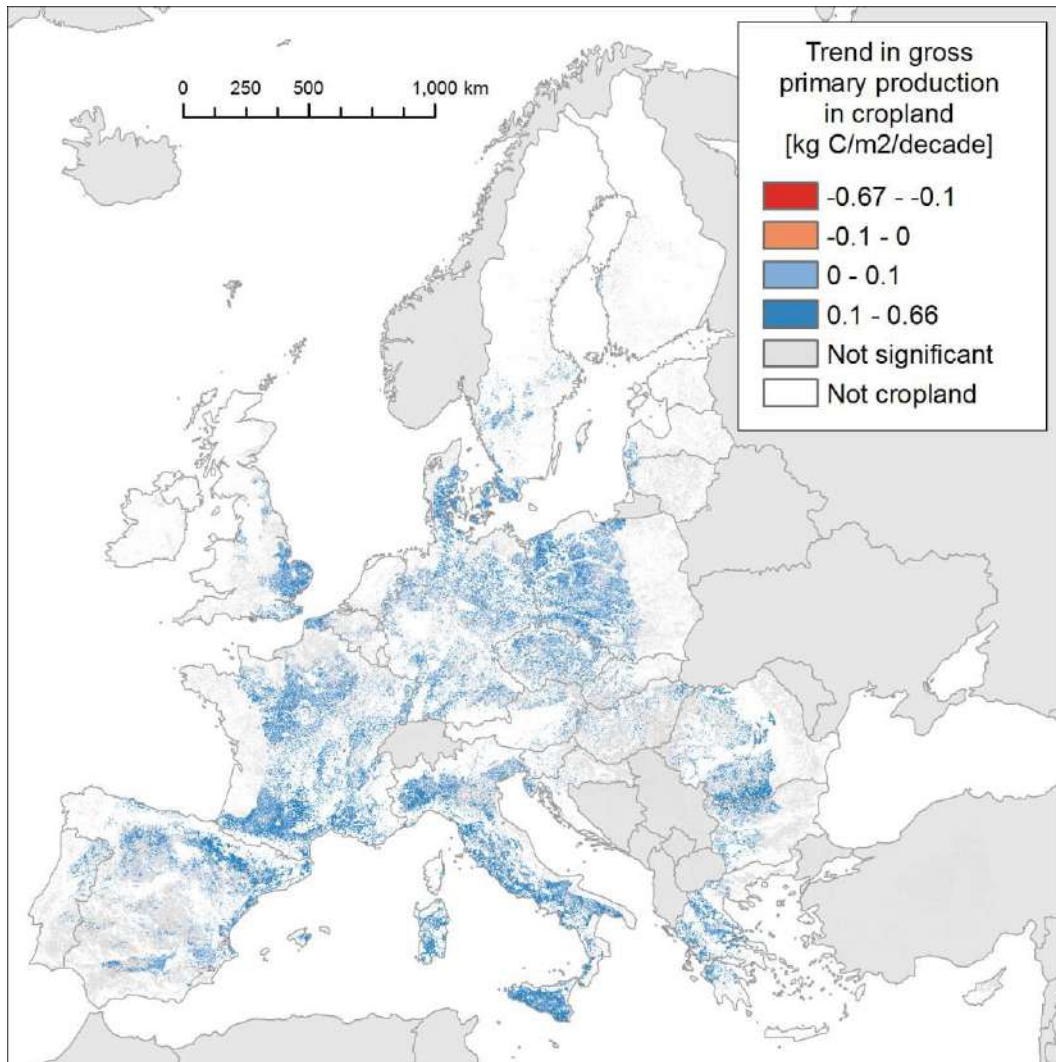 0 250 500 1,000 km
Trend in gross
primary production
in cropland
[kg C/m2/decade]
-0.67 - -0.1
-0.1 - 0
0 - 0.1
0.1 - 0.66
Not significant
Not cropland